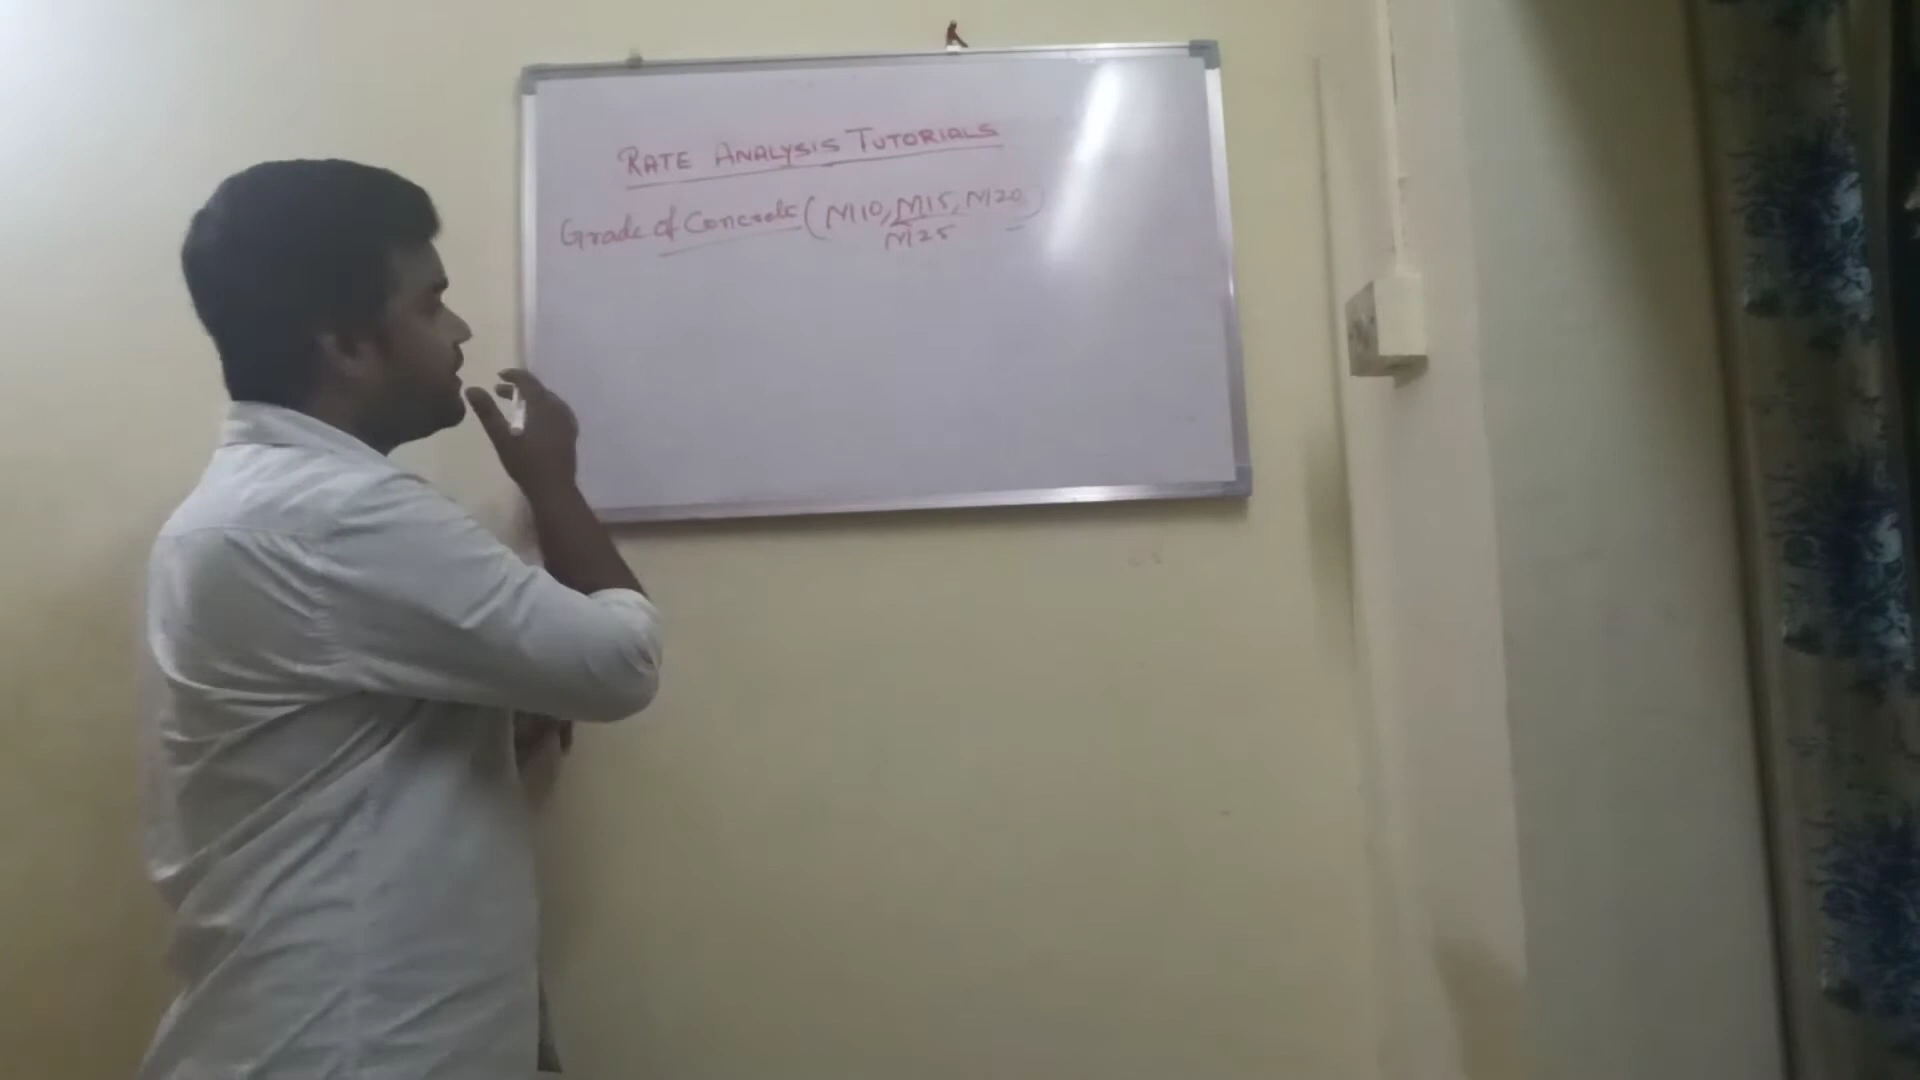 RATE ANALYSIS TUTORIALS
Grade of Concrete (M10, M15, M20)
M25